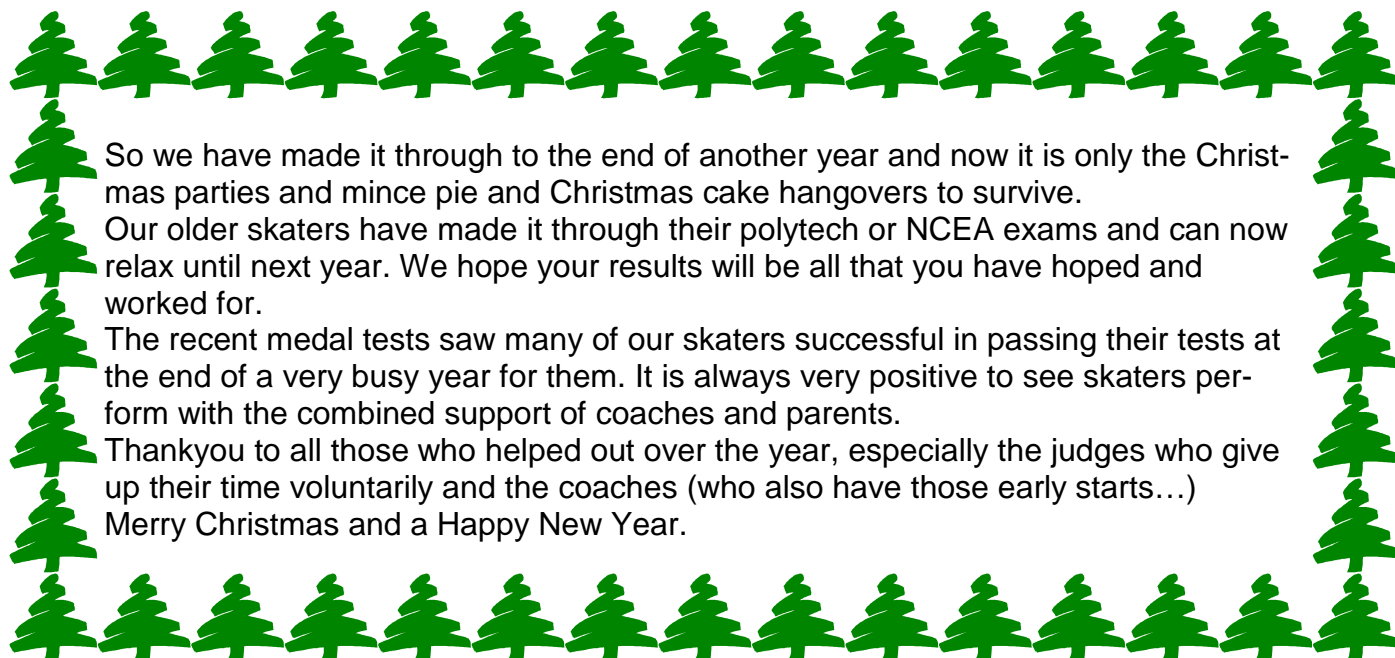 So we have made it through to the end of another year and now it is only the Christ-
mas parties and mince pie and Christmas cake hangovers to survive.
Our older skaters have made it through their polytech or NCEA exams and can now
relax until next year. We hope your results will be all that you have hoped and
worked for.
The recent medal tests saw many of our skaters successful in passing their tests at
the end of a very busy year for them. It is always very positive to see skaters per-
form with the combined support of coaches and parents.
Thankyou to all those who helped out over the year, especially the judges who give
up their time voluntarily and the coaches (who also have those early starts…)
Merry Christmas and a Happy New Year.